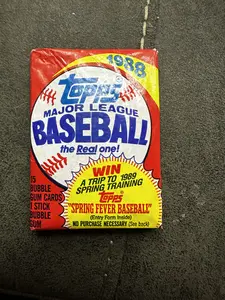 1988
Topps
MAJOR LEAGUE
BASEBALL
the Real one!
WIN
A TRIP TO 1989
SPRING TRAINING
Topps
"SPRING FEVER BASEBALL"
(Entry Form Inside)
NO PURCHASE NECESSARY (See back)
15
BUBBLE
GUM CARDS
1 STICK
BUBBLE
GUM